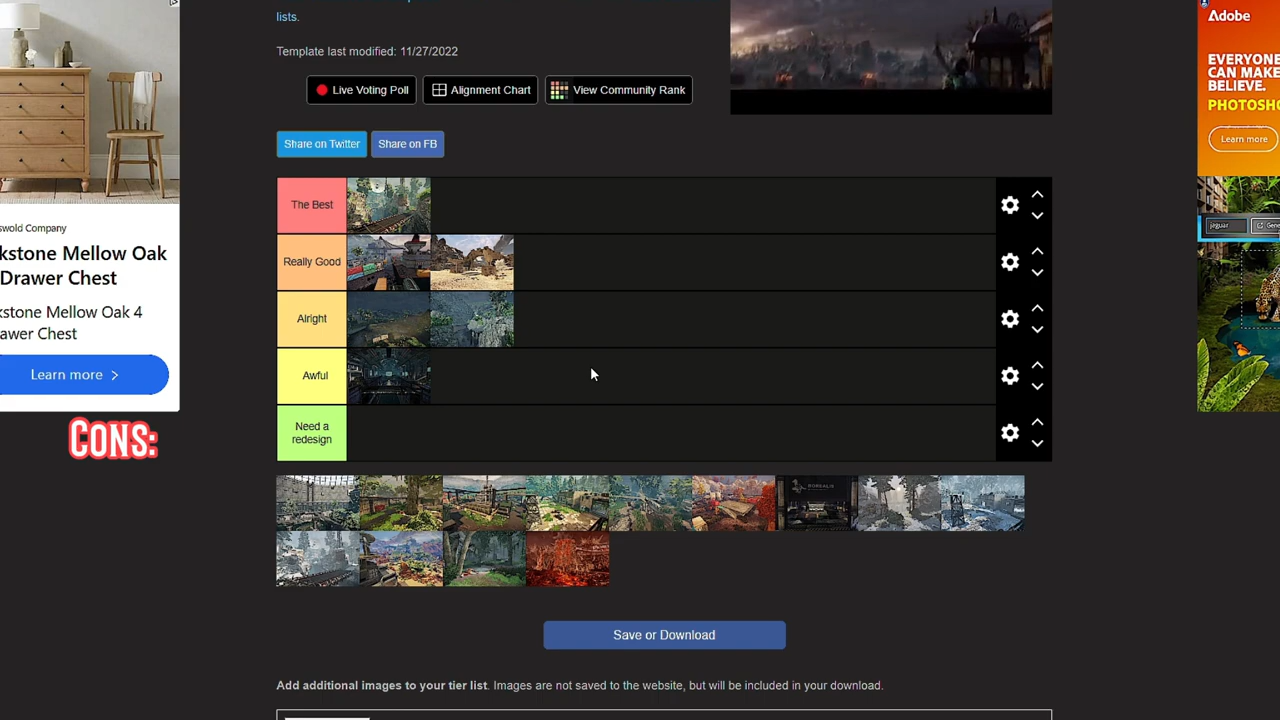 lists.
Template last modified: 11/27/2022
Live Voting Poll
Alignment Chart
View Community Rank
Share on Twitter
Share on FB
The Best
Really Good
Alright
Awful
Need a
redesign
Save or Download
Add additional images to your tier list. Images are not saved to the website, but will be included in your download.
swold Company
kstone Mellow Oak
Drawer Chest
kstone Mellow Oak 4
awer Chest
Learn more >
CONS:
Adobe
EVERYONE
CAN MAKE
BELIEVE.
PHOTOSH
Learn more
jaguar
Gene
BOREALIS